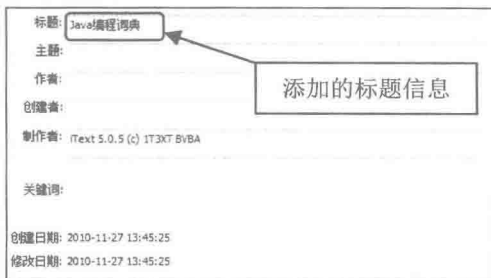 标题: Java编程词典
主题:
作者:
添加的标题信息
创建者:
制作者: iText 5.0.5 (c) 1T3XT BVBA
关键词:
创建日期: 2010-11-27 13:45:25
修改日期: 2010-11-27 13:45:25